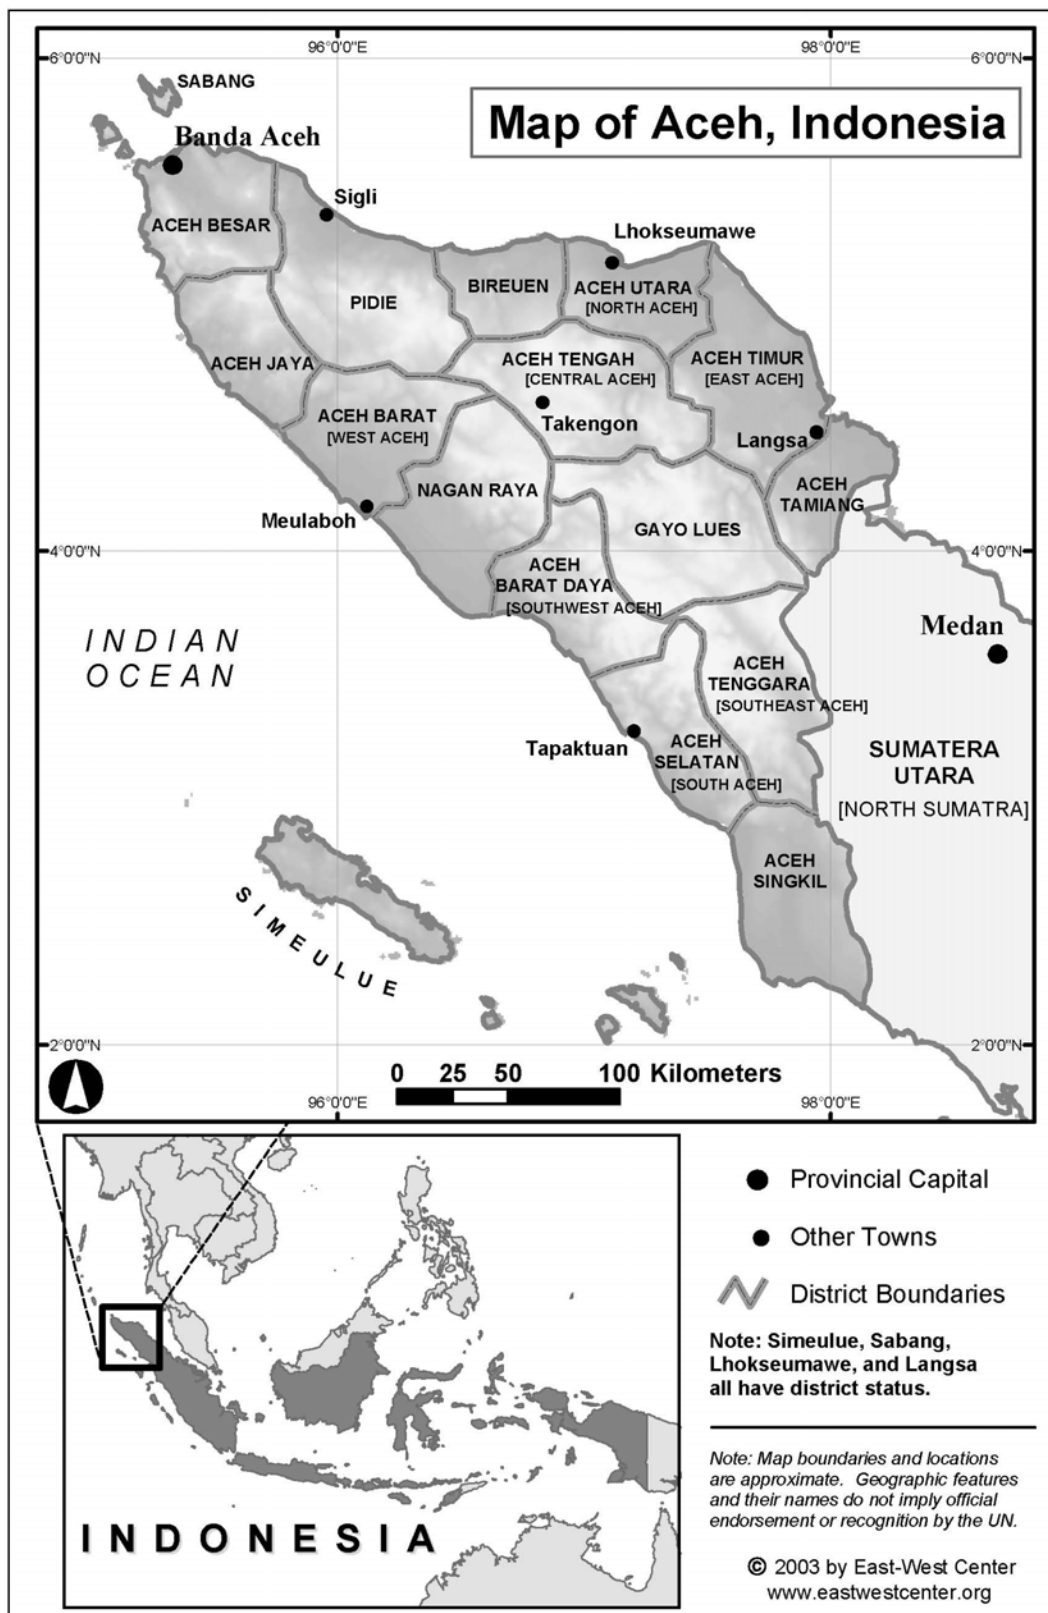 96°0'0"E
98°0'0"E
6°0'0"N
6°0'0"N
Map of Aceh, Indonesia
SABANG
Banda Aceh
Sigli
ACEH BESAR
Lhokseumawe
PIDIE
BIREUEN
ACEH UTARA
[NORTH ACEH]
ACEH JAYA
ACEH TENGAH
[CENTRAL ACEH]
ACEH TIMUR
[EAST ACEH]
ACEH BARAT
[WEST ACEH]
Takengon
Langsa
NAGAN RAYA
ACEH
TAMIANG
Meulaboh
GAYO LUES
4°0'0"N
4°0'0"N
ACEH
BARAT DAYA
[SOUTHWEST ACEH]
INDIAN
OCEAN
Medan
ACEH
TENGGARA
[SOUTHEAST ACEH]
Tapaktuan
ACEH
SELATAN
[SOUTH ACEH]
SUMATERA
UTARA
[NORTH SUMATRA]
ACEH
SINGKIL
SIMEULUE
2°0'0"N
2°0'0"N
0 25 50 100 Kilometers
96°0'0"E
98°0'0"E
INDONESIA
Provincial Capital
Other Towns
District Boundaries
Note: Simeulue, Sabang,
Lhokseumawe, and Langsa
all have district status.
Note: Map boundaries and locations
are approximate. Geographic features
and their names do not imply official
endorsement or recognition by the UN.
© 2003 by East-West Center
www.eastwestcenter.org